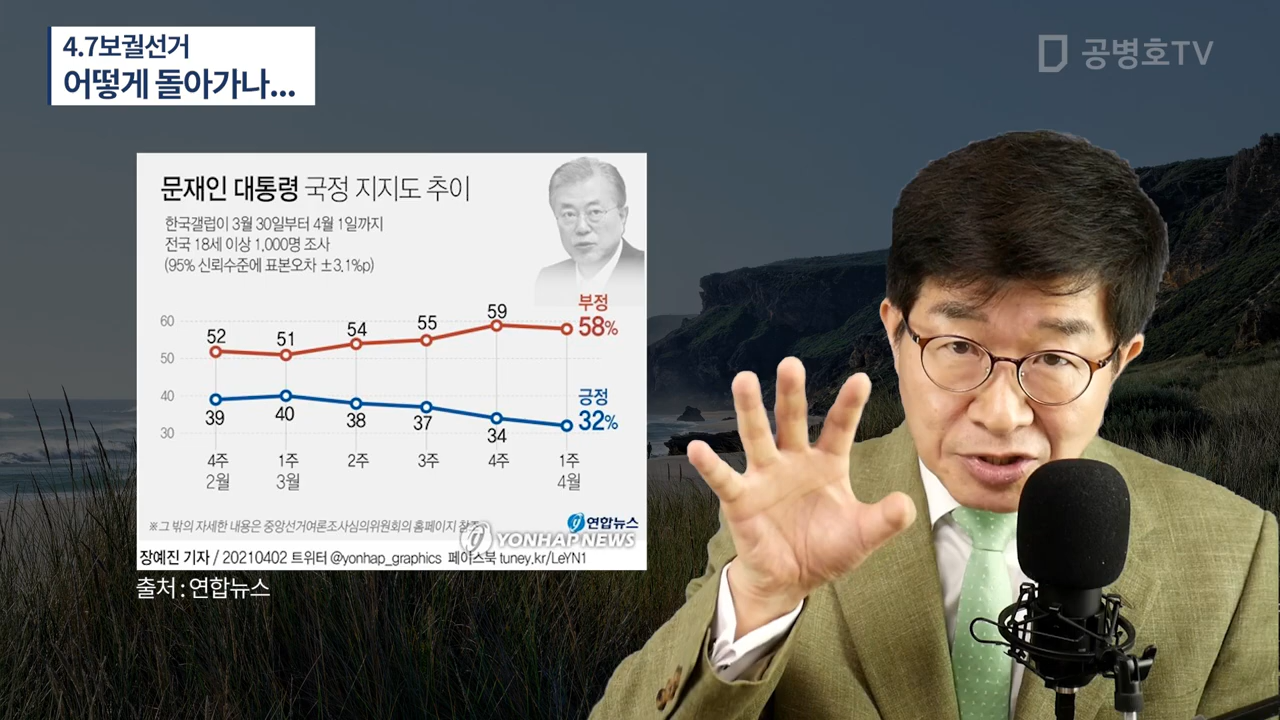 4.7보궐선거
어떻게 돌아가나...
공병호TV
문재인 대통령 국정 지지도 추이
한국갤럽이 3월 30일부터 4월 1일까지
전국 18세 이상 1,000명 조사
(95% 신뢰수준에 표본오차 ±3.1%p)
부정
58%
60
50
40
30
52
51
54
55
59
긍정
32%
39
40
38
37
34
4주
1주
2주
3주
4주
1주
2월
3월
4월
※그 밖의 자세한 내용은 중앙선거여론조사심의위원회의 홈페이지 참조
연합뉴스
YONHAP NEWS
장예진 기자 / 20210402 트위터 @yonhap_graphics 페이스북 tuney.kr/LeYN1
출처 : 연합뉴스